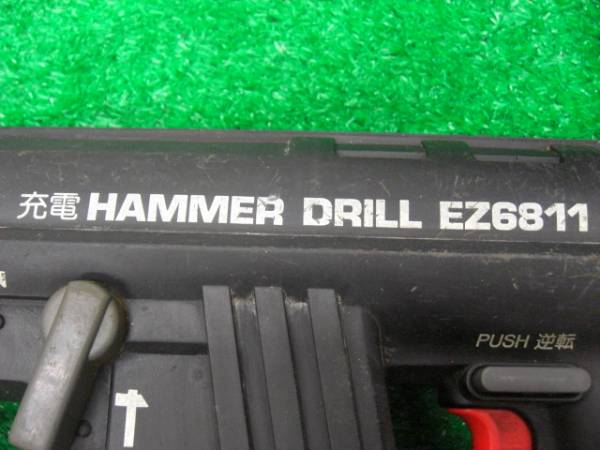 充電 HAMMER DRILL EZ6811
PUSH 逆転